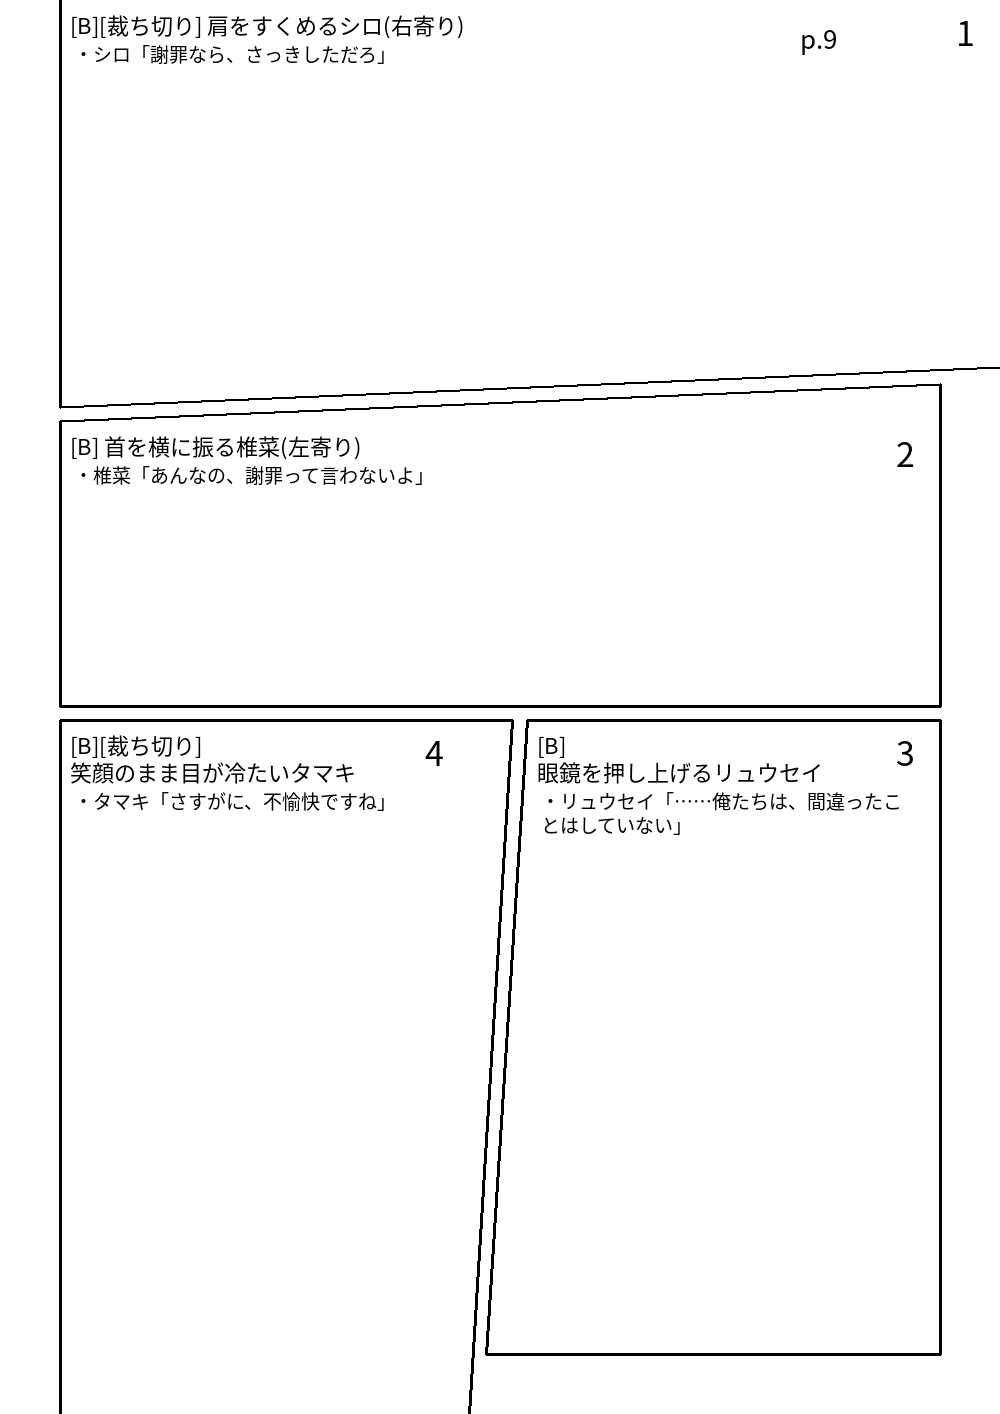 [B][裁ち切り] 肩をすくめるシロ(右寄り)
・シロ「謝罪なら、さっきしただろ」
p.9
1
[B] 首を横に振る椎菜(左寄り)
・椎菜「あんなの、謝罪って言わないよ」
2
[B]
眼鏡を押し上げるリュウセイ
・リュウセイ「……俺たちは、間違ったこ
とはしていない」
3
[B][裁ち切り]
笑顔のまま目が冷たいタマキ
・タマキ「さすがに、不愉快ですね」
4